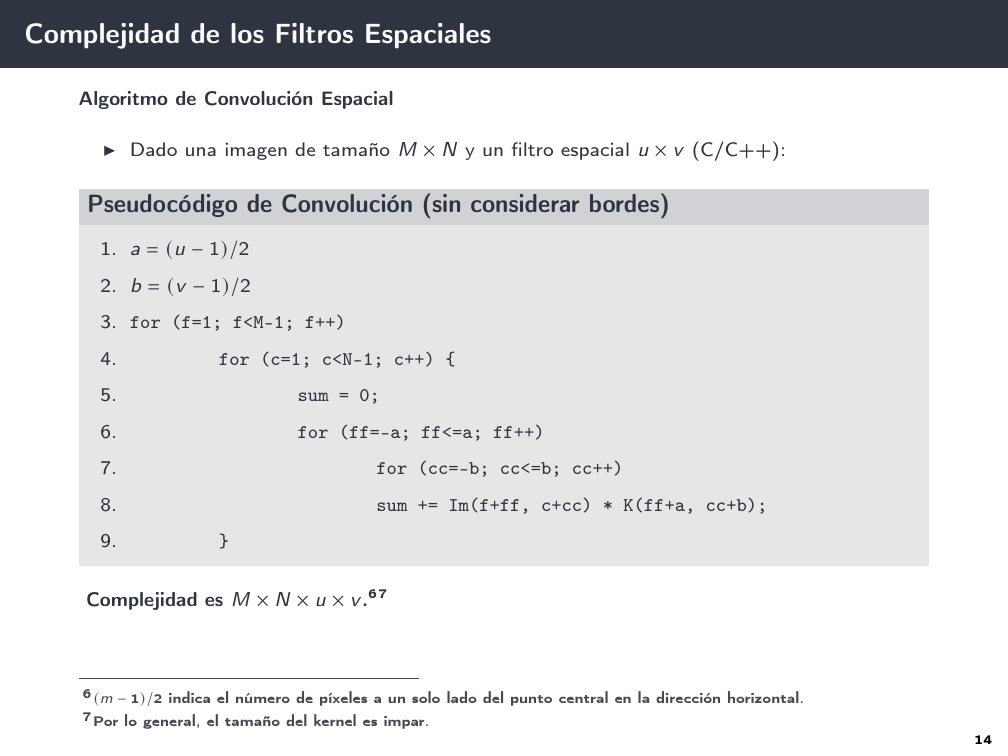 Complejidad de los Filtros Espaciales
Algoritmo de Convolución Espacial
▶ Dado una imagen de tamaño M × N y un filtro espacial u × v (C/C++):
Pseudocódigo de Convolución (sin considerar bordes)
1. a = (u − 1)/2
2. b = (v − 1)/2
3. for (f=1; f<M-1; f++)
4. for (c=1; c<N-1; c++) {
5. sum = 0;
6. for (ff=-a; ff<=a; ff++)
7. for (cc=-b; cc<=b; cc++)
8. sum += Im(f+ff, c+cc) * K(ff+a, cc+b);
9. }
Complejidad es M × N × u × v.⁶⁷
⁶(m − 1)/2 indica el número de píxeles a un solo lado del punto central en la dirección horizontal.
⁷Por lo general, el tamaño del kernel es impar.
14